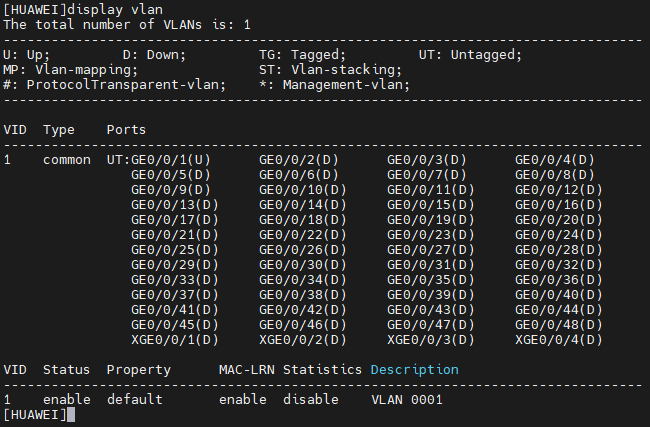 [HUAWEI]display vlan
The total number of VLANs is: 1
--------------------------------------------------------------------------------
U: Up;         D: Down;         TG: Tagged;         UT: Untagged;
MP: Vlan-mapping;               ST: Vlan-stacking;
#: ProtocolTransparent-vlan;    *: Management-vlan;
--------------------------------------------------------------------------------

VID  Type    Ports
--------------------------------------------------------------------------------
1    common  UT:GE0/0/1(U)      GE0/0/2(D)      GE0/0/3(D)      GE0/0/4(D)
                GE0/0/5(D)      GE0/0/6(D)      GE0/0/7(D)      GE0/0/8(D)
                GE0/0/9(D)      GE0/0/10(D)     GE0/0/11(D)     GE0/0/12(D)
                GE0/0/13(D)     GE0/0/14(D)     GE0/0/15(D)     GE0/0/16(D)
                GE0/0/17(D)     GE0/0/18(D)     GE0/0/19(D)     GE0/0/20(D)
                GE0/0/21(D)     GE0/0/22(D)     GE0/0/23(D)     GE0/0/24(D)
                GE0/0/25(D)     GE0/0/26(D)     GE0/0/27(D)     GE0/0/28(D)
                GE0/0/29(D)     GE0/0/30(D)     GE0/0/31(D)     GE0/0/32(D)
                GE0/0/33(D)     GE0/0/34(D)     GE0/0/35(D)     GE0/0/36(D)
                GE0/0/37(D)     GE0/0/38(D)     GE0/0/39(D)     GE0/0/40(D)
                GE0/0/41(D)     GE0/0/42(D)     GE0/0/43(D)     GE0/0/44(D)
                GE0/0/45(D)     GE0/0/46(D)     GE0/0/47(D)     GE0/0/48(D)
                XGE0/0/1(D)     XGE0/0/2(D)     XGE0/0/3(D)     XGE0/0/4(D)

VID  Status  Property      MAC-LRN Statistics Description
--------------------------------------------------------------------------------
1    enable  default       enable  disable    VLAN 0001
[HUAWEI]